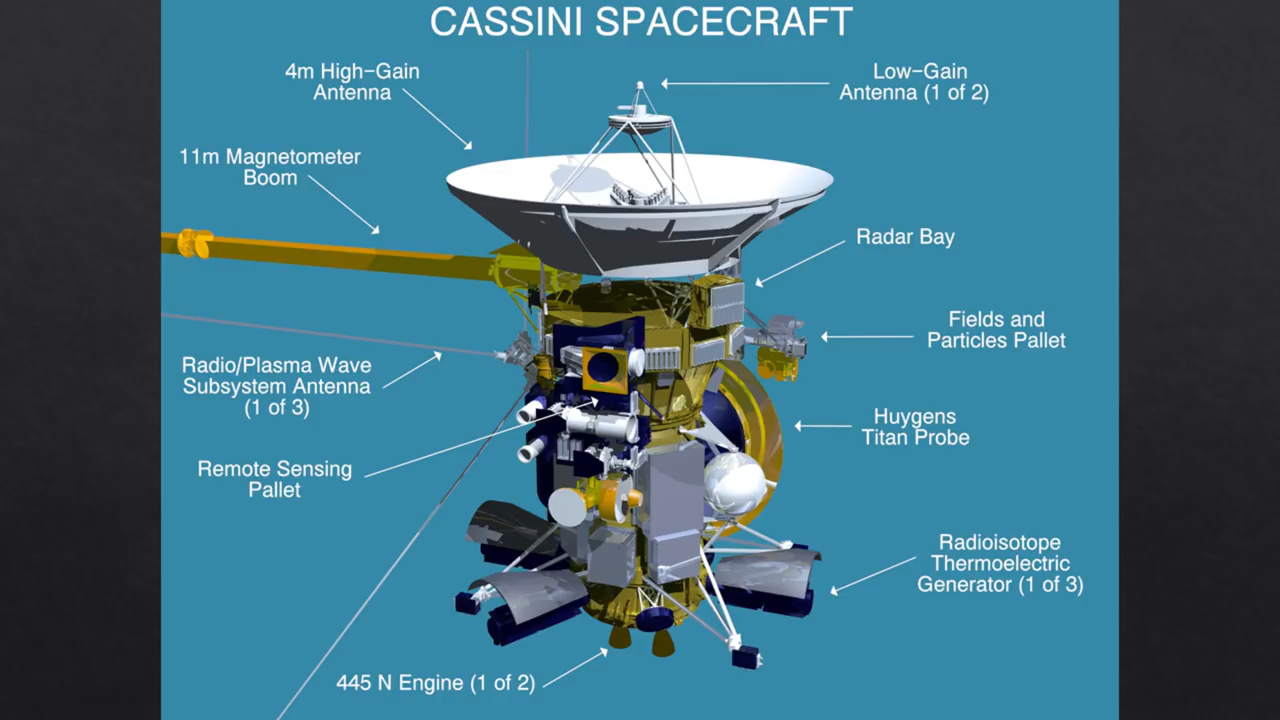 CASSINI SPACECRAFT
4m High-Gain
Antenna
Low-Gain
Antenna (1 of 2)
11m Magnetometer
Boom
Radar Bay
Fields and
Particles Pallet
Radio/Plasma Wave
Subsystem Antenna
(1 of 3)
Huygens
Titan Probe
Remote Sensing
Pallet
Radioisotope
Thermoelectric
Generator (1 of 3)
445 N Engine (1 of 2)